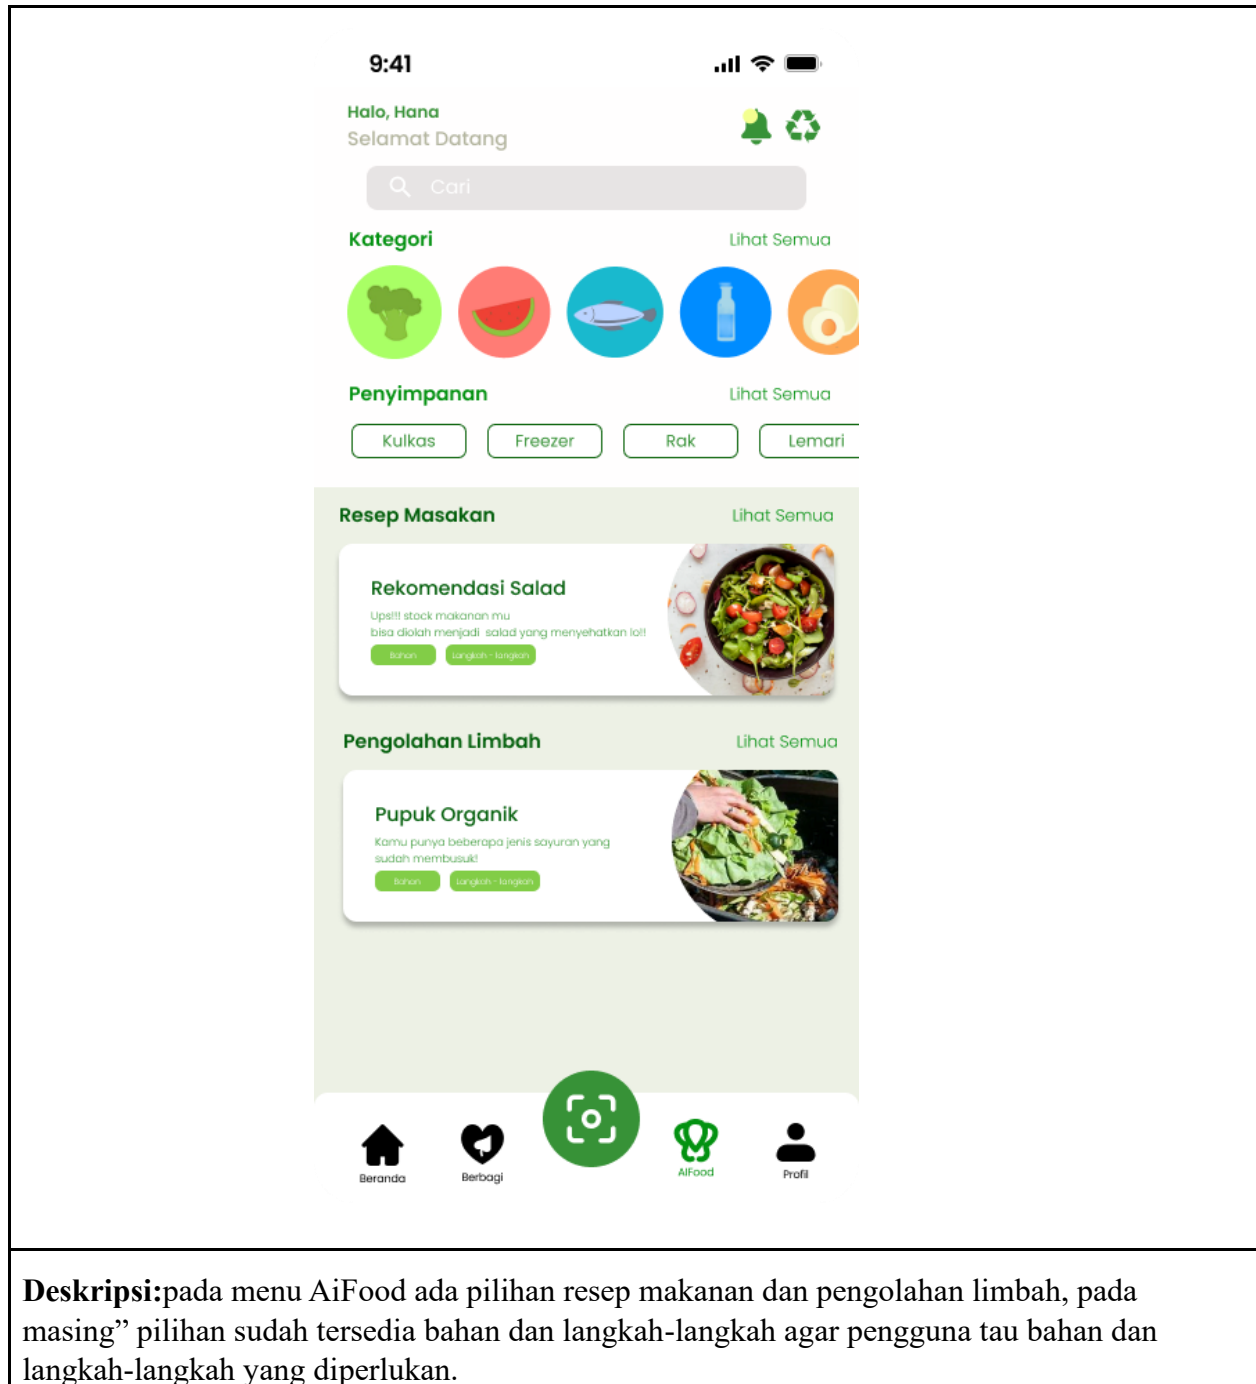 9:41
Halo, Hana
Selamat Datang
Cari
Kategori Lihat Semua
Penyimpanan Lihat Semua
Kulkas Freezer Rak Lemari
Resep Masakan Lihat Semua
Rekomendasi Salad
Ups!!! stock makanan mu
bisa diolah menjadi salad yang menyehatkan lo!!
Bahan Langkah - langkah
Pengolahan Limbah Lihat Semua
Pupuk Organik
Kamu punya beberapa jenis sayuran yang
sudah membusuk!
Bahan Langkah - langkah
Beranda Berbagi AIFood Profil
Deskripsi:pada menu AiFood ada pilihan resep makanan dan pengolahan limbah, pada
masing” pilihan sudah tersedia bahan dan langkah-langkah agar pengguna tau bahan dan
langkah-langkah yang diperlukan.